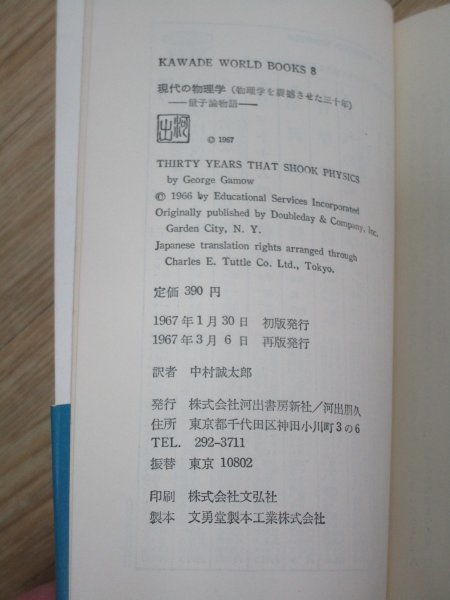 KAWADE WORLD BOOKS 8
現代の物理学（物理学を震撼させた三十年）
——量子論物語——
河出
© 1967
THIRTY YEARS THAT SHOOK PHYSICS
by George Gamow
© 1966 by Educational Services Incorporated
Originally published by Doubleday & Company, Inc.
Garden City, N. Y.
Japanese translation rights arranged through
Charles E. Tuttle Co. Ltd., Tokyo.
定価 390 円
1967 年 1 月 30 日 初版発行
1967 年 3 月 6 日 再版発行
訳者 中村誠太郎
発行 株式会社河出書房新社／河出朋久
住所 東京都千代田区神田小川町 3 の 6
TEL. 292-3711
振替 東京 10802
印刷 株式会社文弘社
製本 文勇堂製本工業株式会社